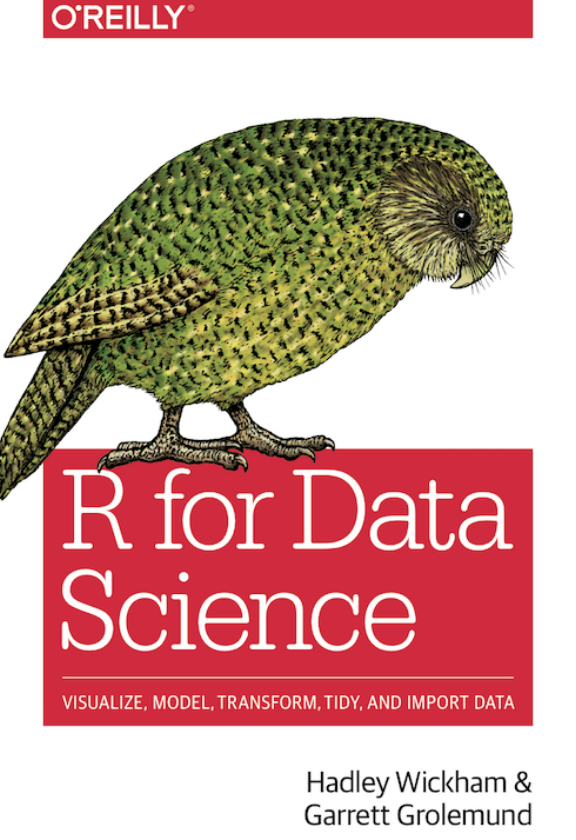 O'REILLY®
R for Data
Science
VISUALIZE, MODEL, TRANSFORM, TIDY, AND IMPORT DATA
Hadley Wickham &
Garrett Grolemund